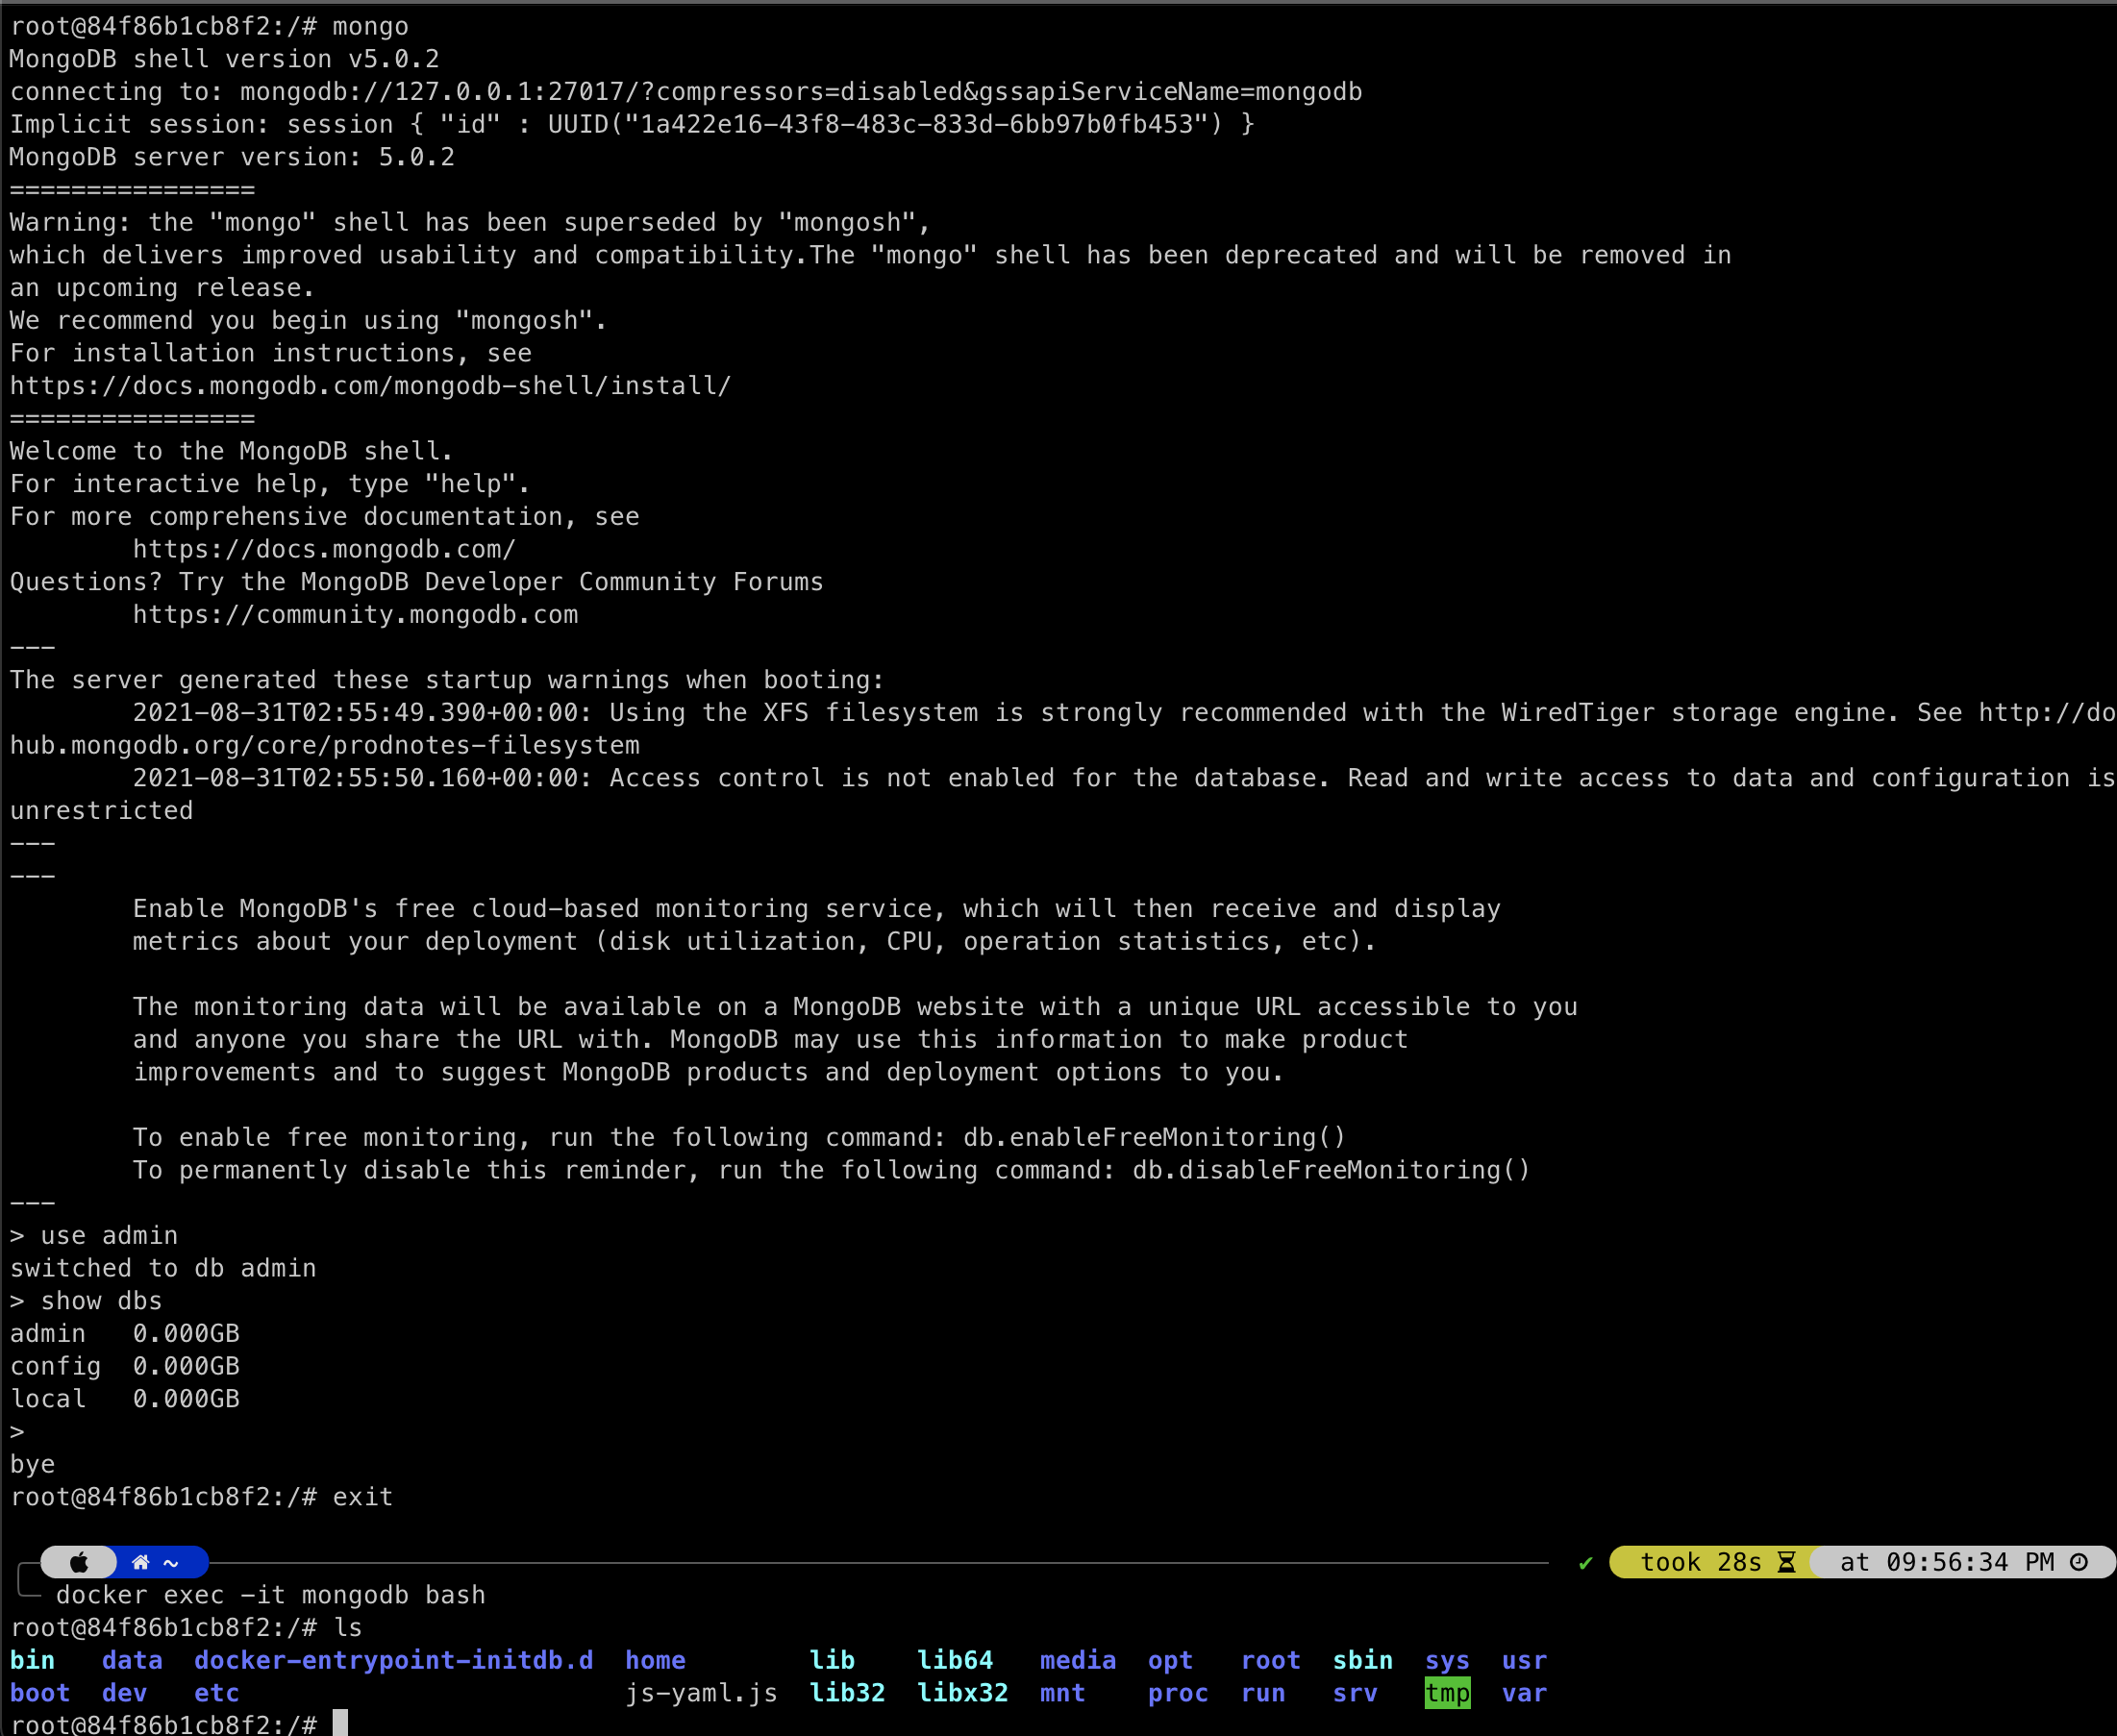 root@84f86b1cb8f2:/# mongo
MongoDB shell version v5.0.2
connecting to: mongodb://127.0.0.1:27017/?compressors=disabled&gssapiServiceName=mongodb
Implicit session: session { "id" : UUID("1a422e16-43f8-483c-833d-6bb97b0fb453") }
MongoDB server version: 5.0.2
================
Warning: the "mongo" shell has been superseded by "mongosh",
which delivers improved usability and compatibility.The "mongo" shell has been deprecated and will be removed in
an upcoming release.
We recommend you begin using "mongosh".
For installation instructions, see
https://docs.mongodb.com/mongodb-shell/install/
================
Welcome to the MongoDB shell.
For interactive help, type "help".
For more comprehensive documentation, see
        https://docs.mongodb.com/
Questions? Try the MongoDB Developer Community Forums
        https://community.mongodb.com
---
The server generated these startup warnings when booting:
        2021-08-31T02:55:49.390+00:00: Using the XFS filesystem is strongly recommended with the WiredTiger storage engine. See http://do
hub.mongodb.org/core/prodnotes-filesystem
        2021-08-31T02:55:50.160+00:00: Access control is not enabled for the database. Read and write access to data and configuration is
unrestricted
---
---
        Enable MongoDB's free cloud-based monitoring service, which will then receive and display
        metrics about your deployment (disk utilization, CPU, operation statistics, etc).

        The monitoring data will be available on a MongoDB website with a unique URL accessible to you
        and anyone you share the URL with. MongoDB may use this information to make product
        improvements and to suggest MongoDB products and deployment options to you.

        To enable free monitoring, run the following command: db.enableFreeMonitoring()
        To permanently disable this reminder, run the following command: db.disableFreeMonitoring()
---
> use admin
switched to db admin
> show dbs
admin   0.000GB
config  0.000GB
local   0.000GB
>
bye
root@84f86b1cb8f2:/# exit
~ ✔ took 28s at 09:56:34 PM
docker exec -it mongodb bash
root@84f86b1cb8f2:/# ls
bin   data  docker-entrypoint-initdb.d  home        lib    lib64   media  opt   root  sbin  sys  usr
boot  dev   etc                         js-yaml.js  lib32  libx32  mnt    proc  run   srv   tmp  var
root@84f86b1cb8f2:/#